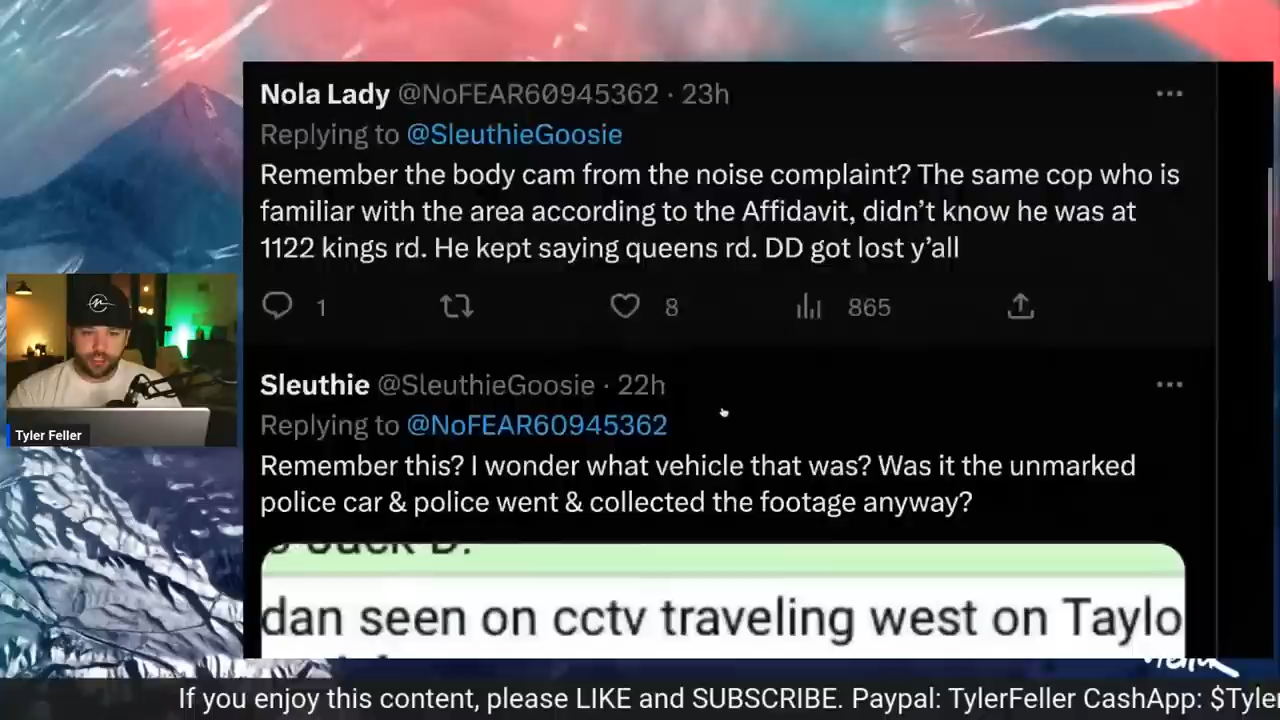 Nola Lady @NoFEAR60945362 · 23h
Replying to @SleuthieGoosie
Remember the body cam from the noise complaint? The same cop who is
familiar with the area according to the Affidavit, didn't know he was at
1122 kings rd. He kept saying queens rd. DD got lost y'all
1 8 865
Sleuthie @SleuthieGoosie · 22h
Replying to @NoFEAR60945362
Remember this? I wonder what vehicle that was? Was it the unmarked
police car & police went & collected the footage anyway?
dan seen on cctv traveling west on Taylo
Tyler Feller
If you enjoy this content, please LIKE and SUBSCRIBE. Paypal: TylerFeller CashApp: $Tyle